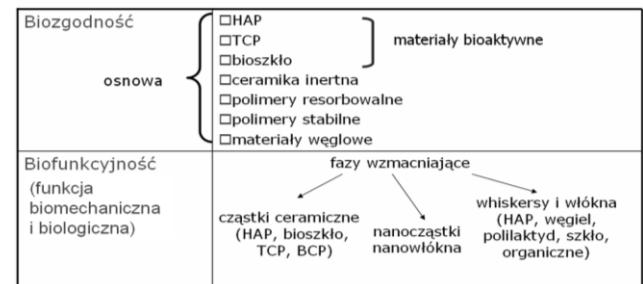 Biozgodność
osnowa
□HAP
□TCP
□bioszkło
□ceramika inertna
□polimery resorbowalne
□polimery stabilne
□materiały węglowe
materiały bioaktywne
Biofunkcyjność
(funkcja
biomechaniczna
i biologiczna)
fazy wzmacniające
cząstki ceramiczne
(HAP, bioszkło,
TCP, BCP)
nanocząstki
nanowłókna
whiskersy i włókna
(HAP, węgiel,
polilaktyd, szkło,
organiczne)